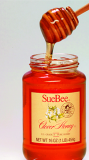 SueBee
Clover Honey
NET WT 16 OZ (1 LB) 454g